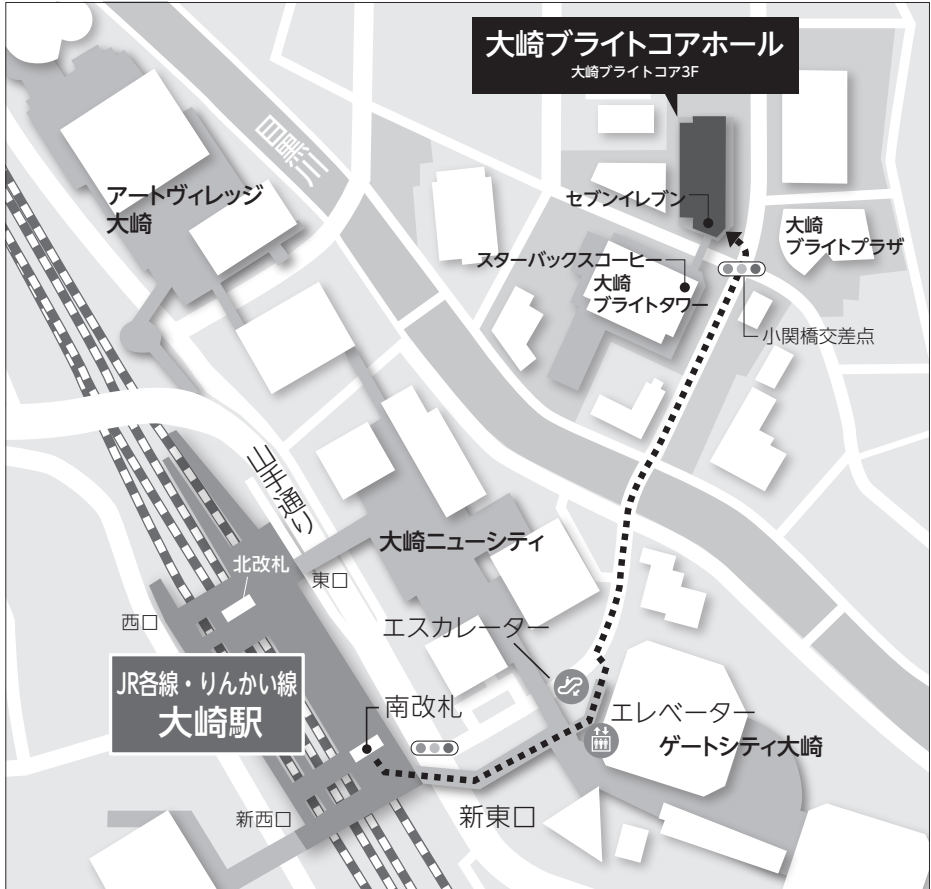 大崎ブライトコアホール
大崎ブライトコア3F
目黒川
アートヴィレッジ
大崎
セブンイレブン
大崎
ブライトプラザ
スターバックスコーヒー
大崎
ブライトタワー
小関橋交差点
山手通り
大崎ニューシティ
北改札
東口
西口
エスカレーター
JR各線・りんかい線
大崎駅
南改札
エレベーター
ゲートシティ大崎
新西口
新東口